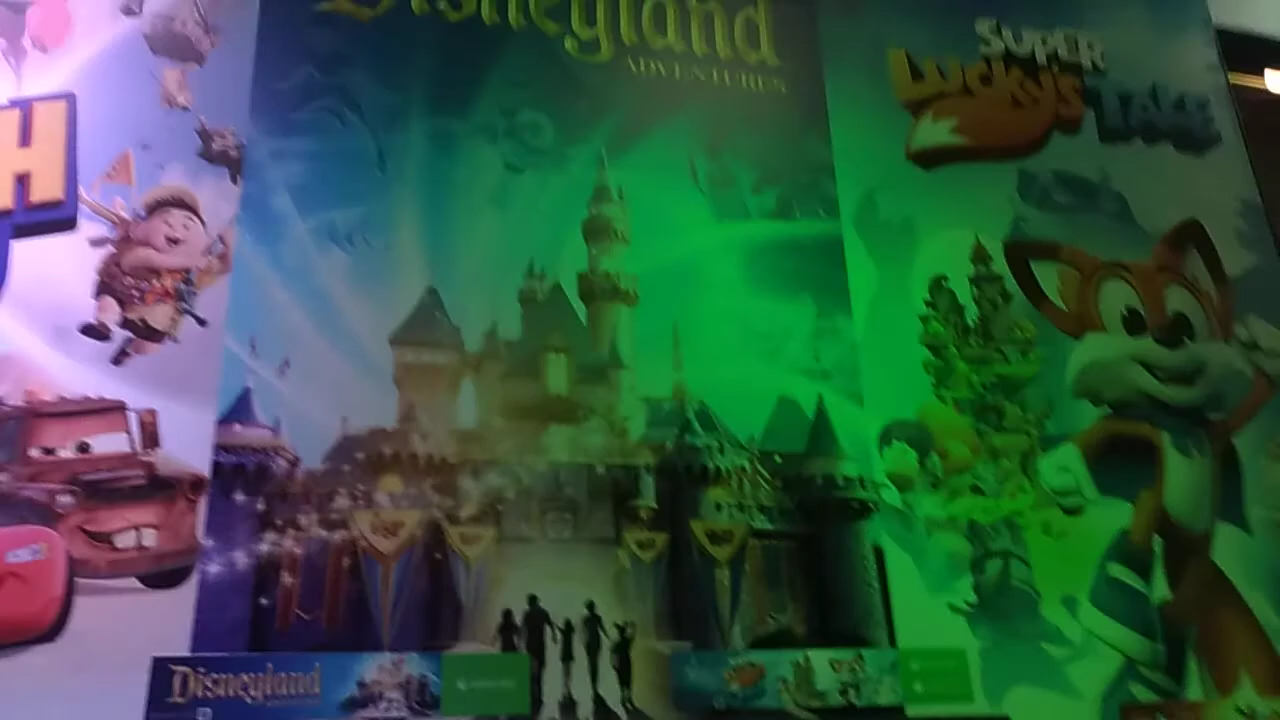 H
Disneyland
ADVENTURES
SUPER
Lucky's TALE
Disneyland